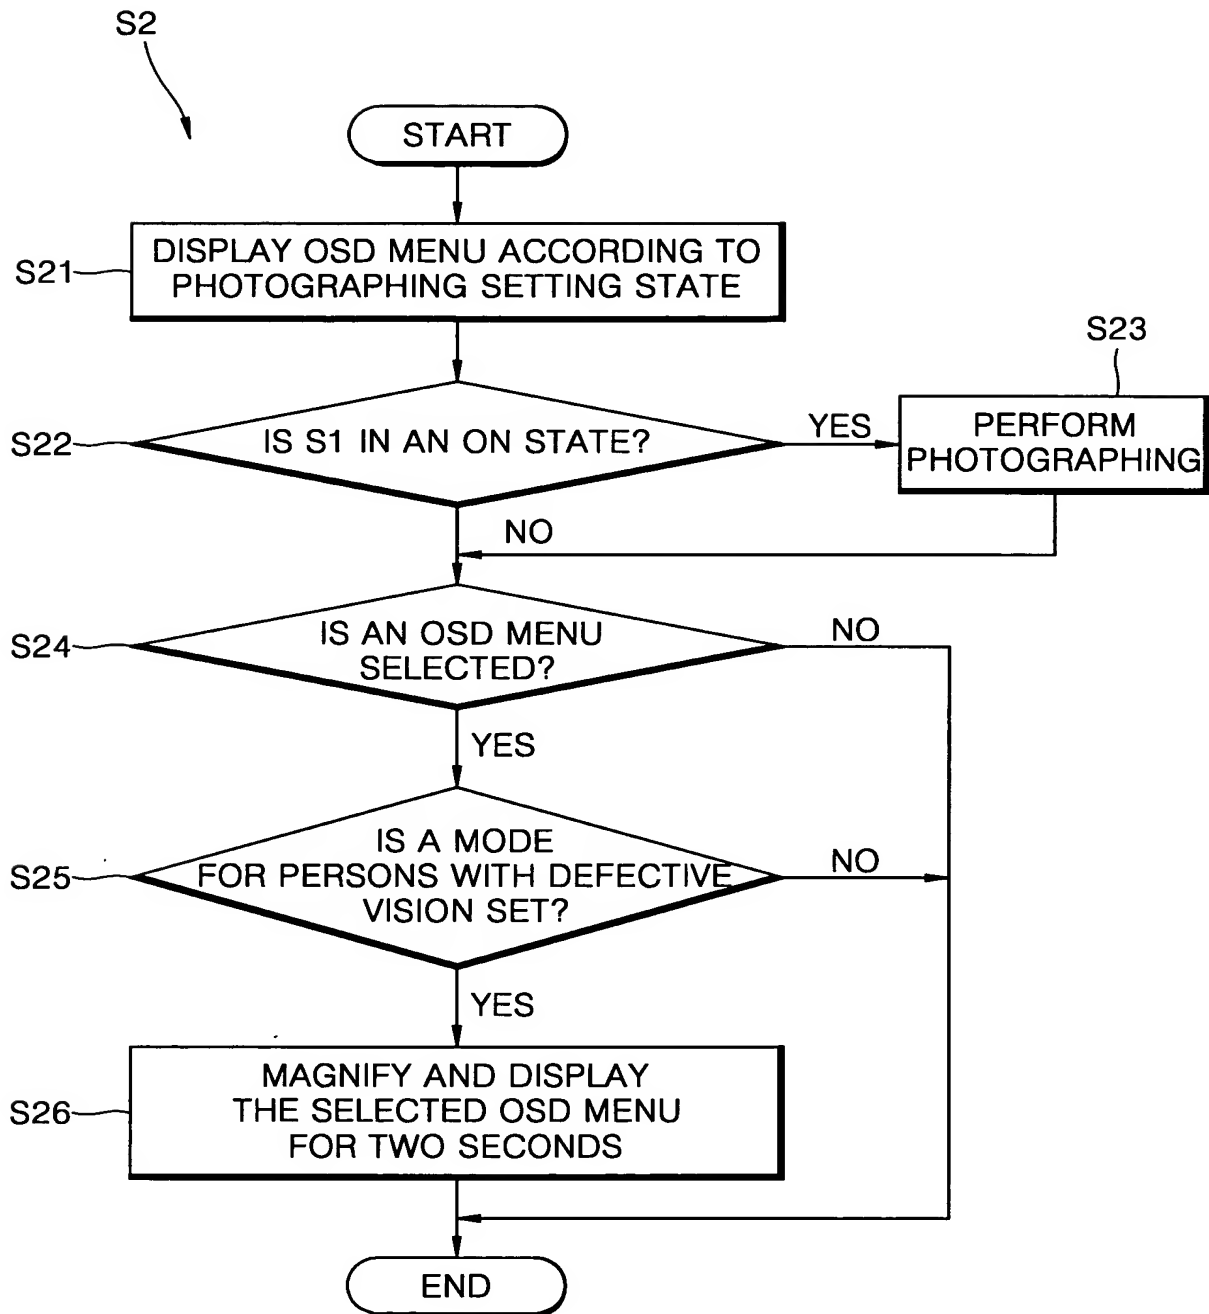 S2
START
S21
DISPLAY OSD MENU ACCORDING TO
PHOTOGRAPHING SETTING STATE
S22
IS S1 IN AN ON STATE?
YES
S23
PERFORM
PHOTOGRAPHING
NO
S24
IS AN OSD MENU
SELECTED?
NO
YES
S25
IS A MODE
FOR PERSONS WITH DEFECTIVE
VISION SET?
NO
YES
S26
MAGNIFY AND DISPLAY
THE SELECTED OSD MENU
FOR TWO SECONDS
END